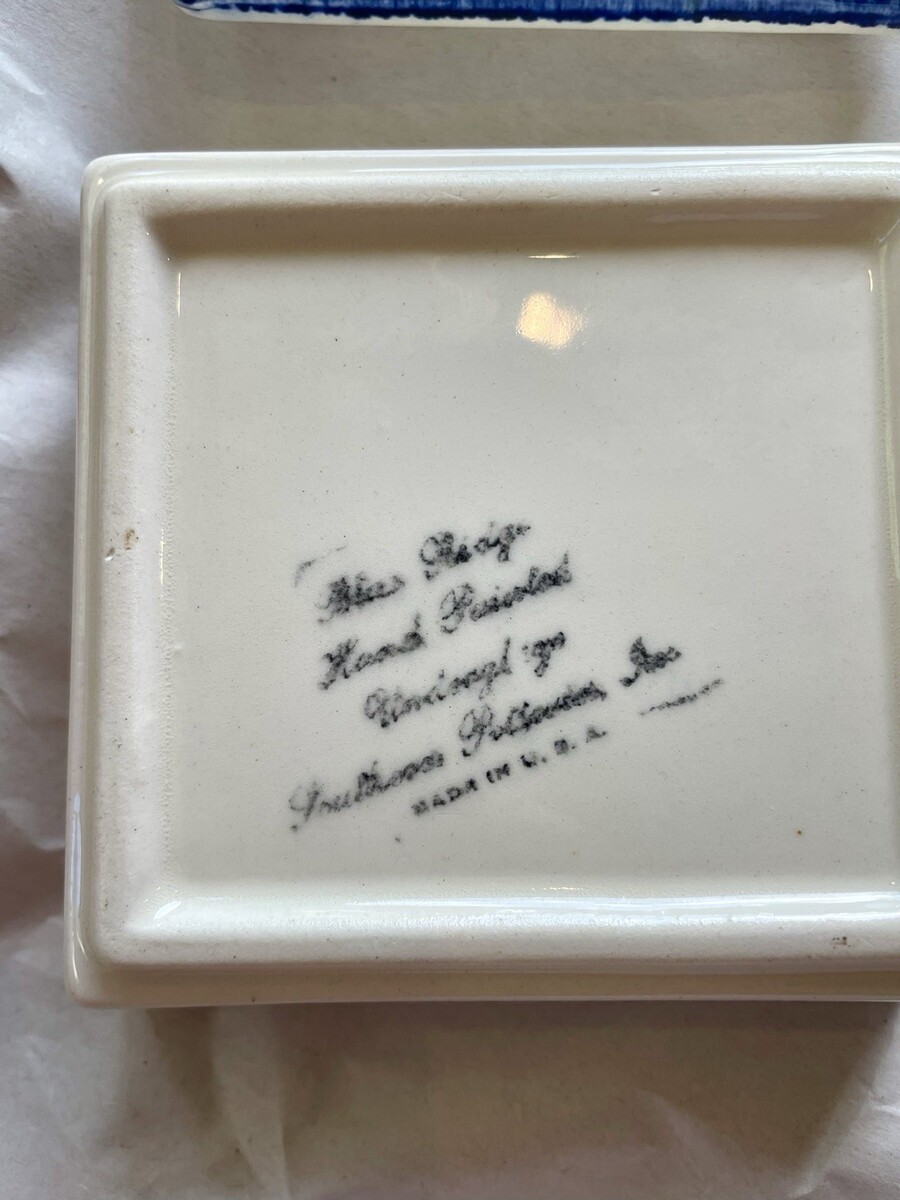 Blue Ridge
Hand Painted
Underglaze
Southern Potteries, Inc.
MADE IN U. S. A.